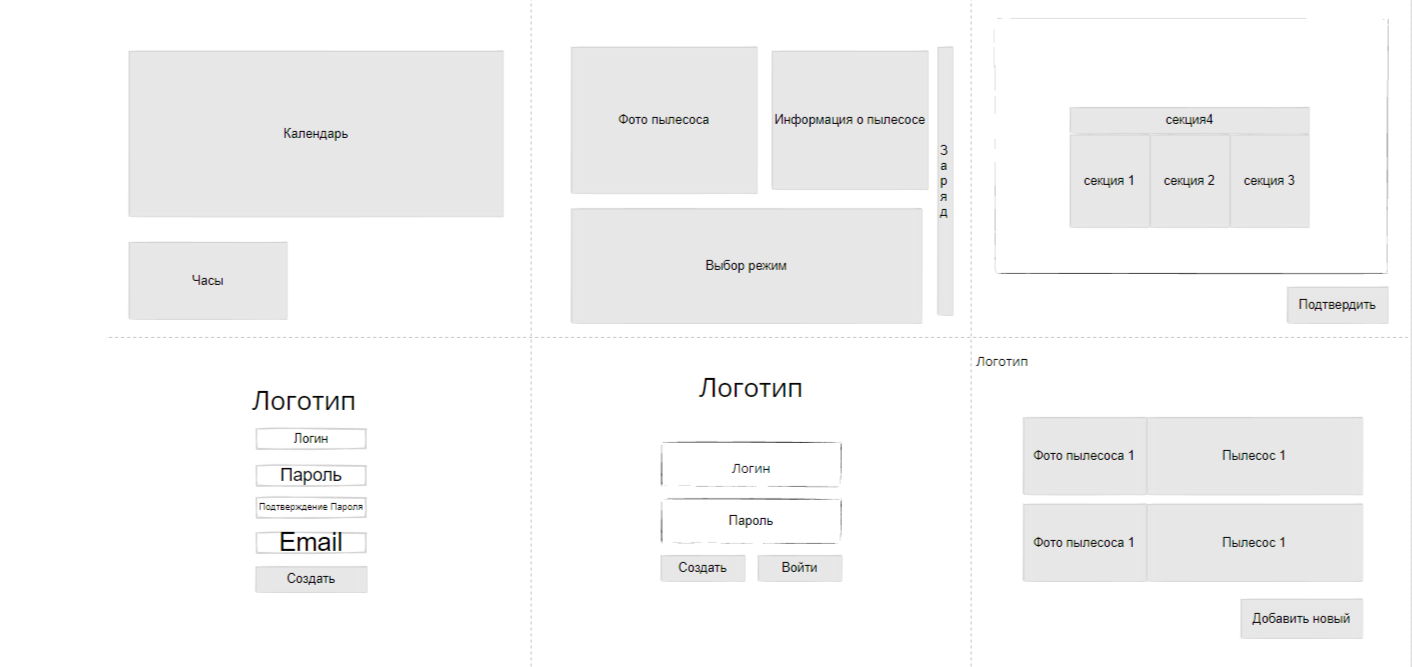 Календарь
Часы
Фото пылесоса
Информация о пылесосе
Заряд
Выбор режим
секция4
секция 1
секция 2
секция 3
Подтвердить
Логотип
Логин
Пароль
Подтверждение Пароля
Email
Создать
Логотип
Логин
Пароль
Создать
Войти
Логотип
Фото пылесоса 1
Пылесос 1
Фото пылесоса 1
Пылесос 1
Добавить новый